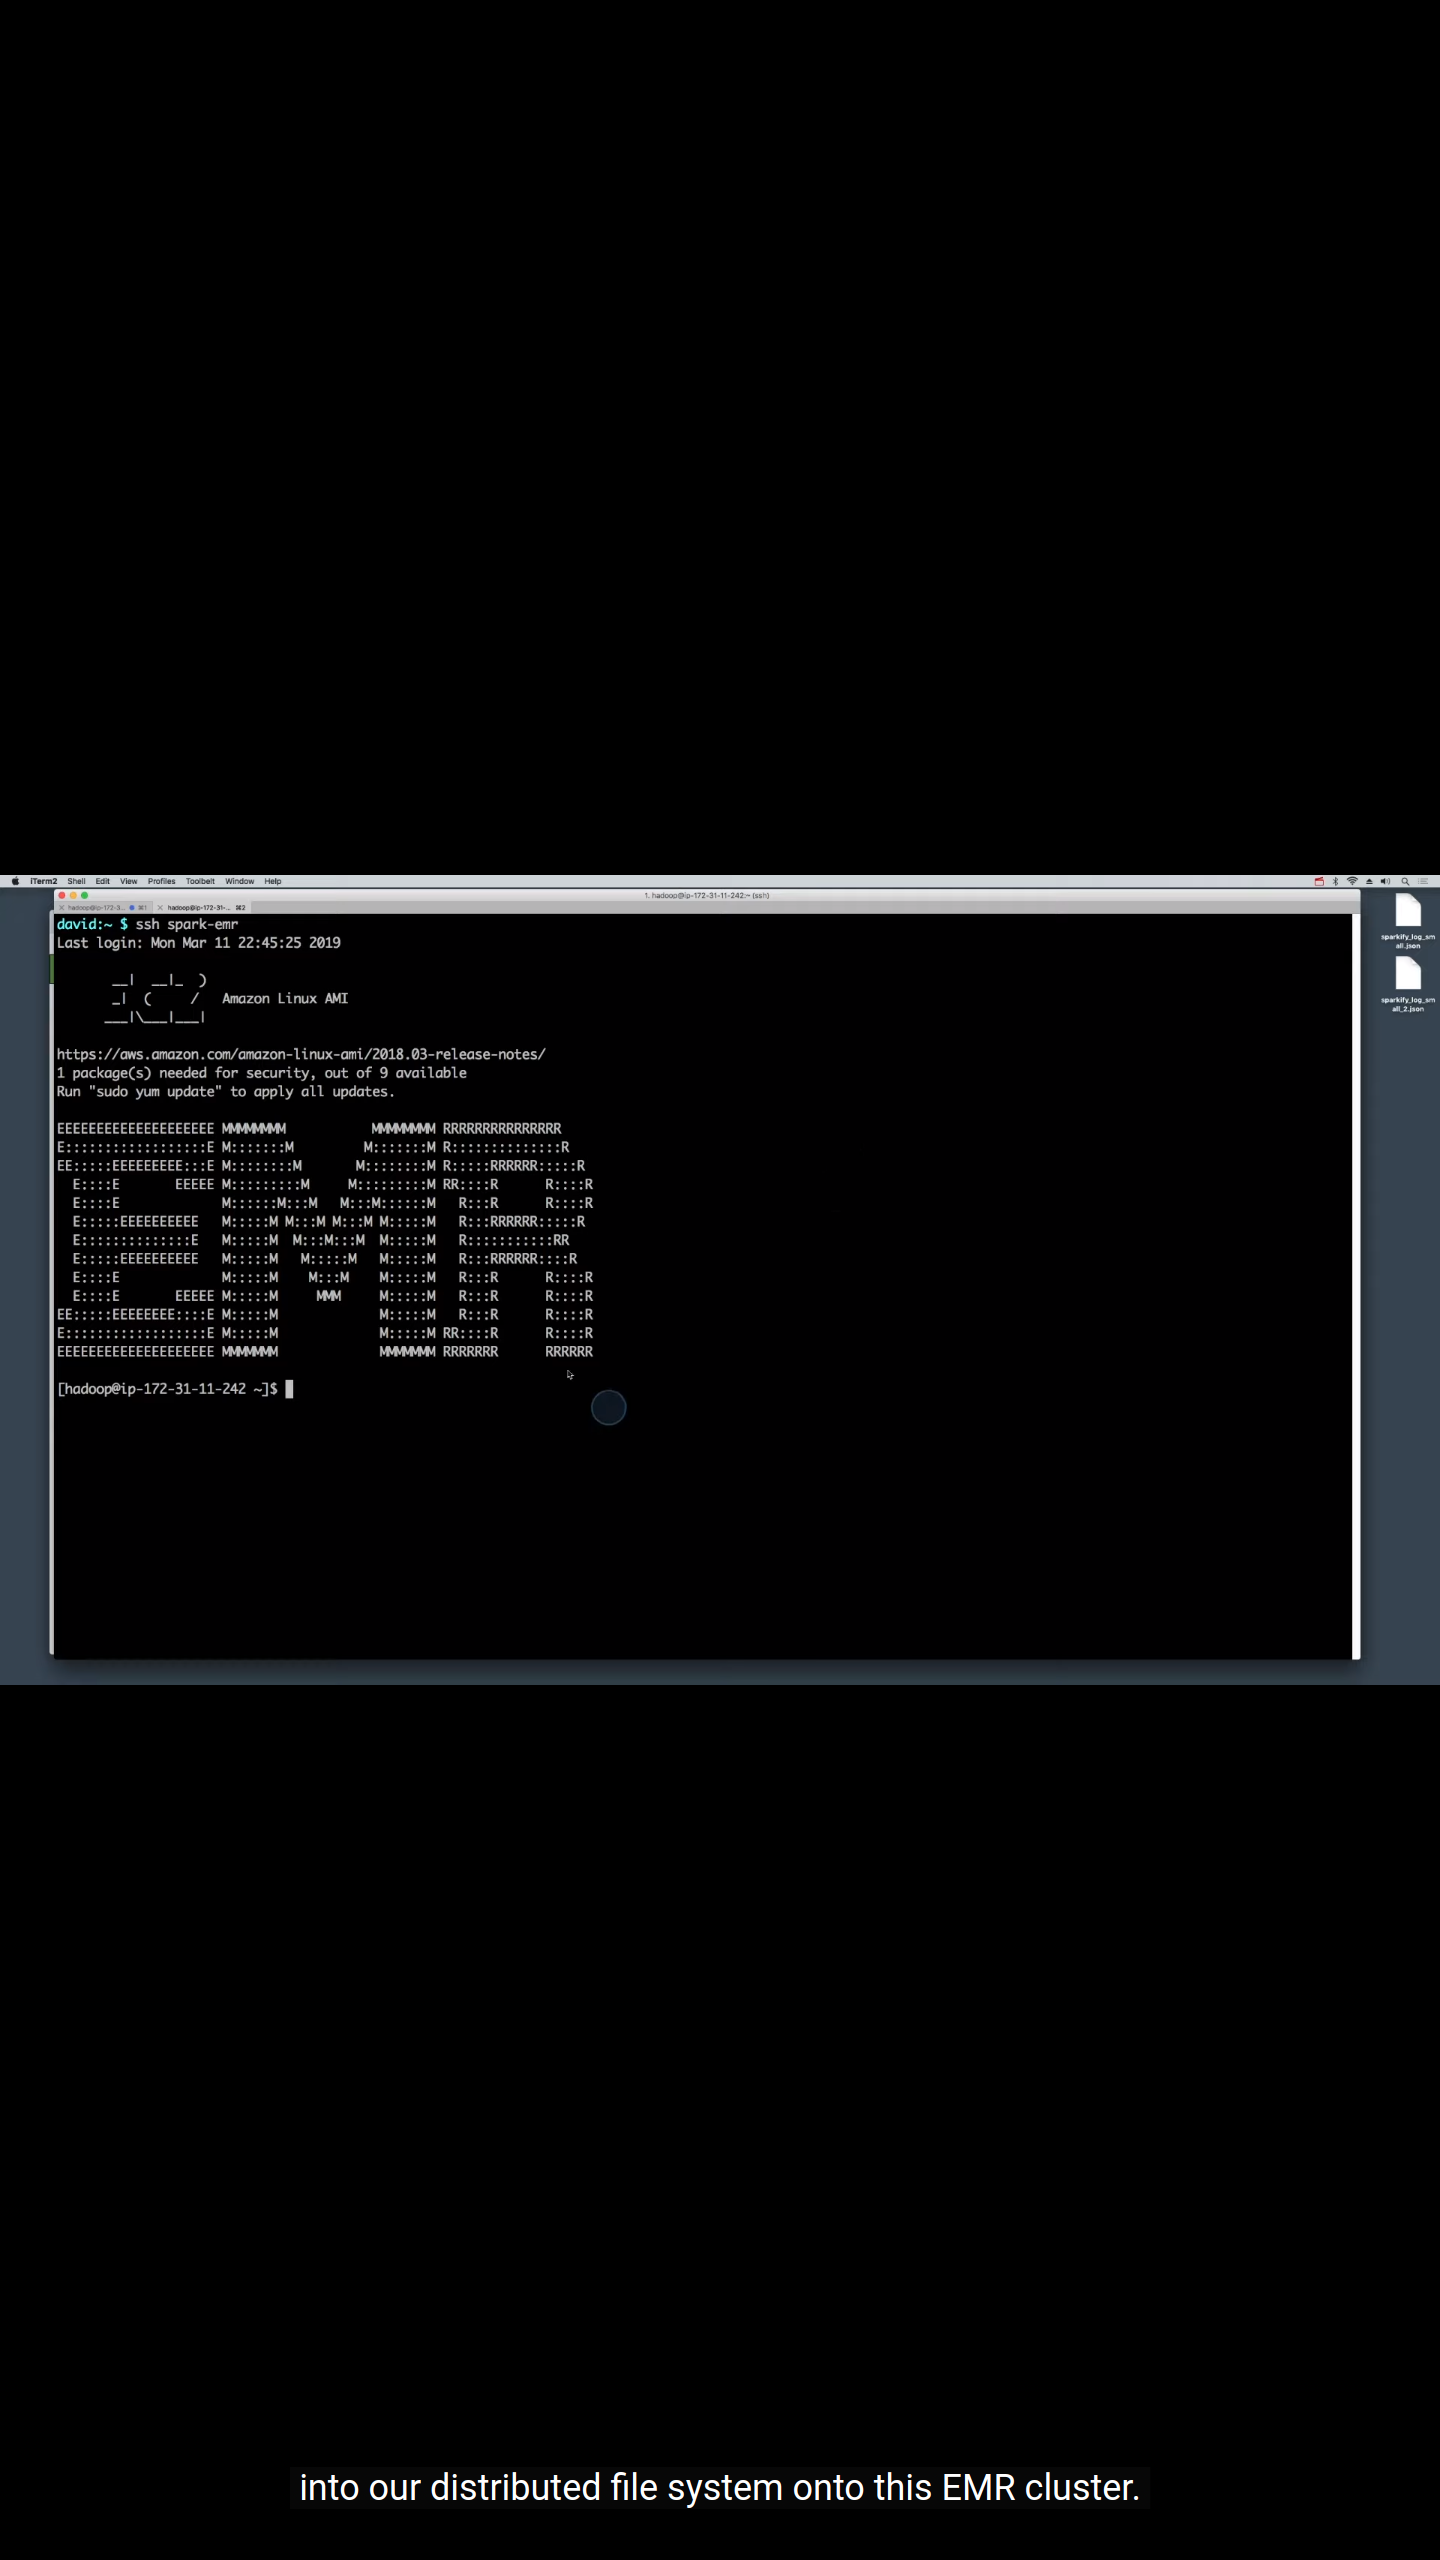 iTerm2 Shell Edit View Profiles Toolbelt Window Help
1. hadoop@ip-172-31-11-242:~ (ssh)
hadoop@ip-172-3... ⌘1 hadoop@ip-172-31-... ⌘2
david:~ $ ssh spark-emr
Last login: Mon Mar 11 22:45:25 2019
       __|  __|_  )
       _|  (     /   Amazon Linux AMI
      ___|\___|___|
https://aws.amazon.com/amazon-linux-ami/2018.03-release-notes/
1 package(s) needed for security, out of 9 available
Run "sudo yum update" to apply all updates.
EEEEEEEEEEEEEEEEEEEE MMMMMMMM           MMMMMMMM RRRRRRRRRRRRRRR
E::::::::::::::::::E M:::::::M         M:::::::M R::::::::::::::R
EE:::::EEEEEEEEE:::E M::::::::M       M::::::::M R:::::RRRRRR:::::R
  E::::E       EEEEE M:::::::::M     M:::::::::M RR::::R      R::::R
  E::::E             M::::::M:::M   M:::M::::::M   R:::R      R::::R
  E:::::EEEEEEEEEE   M:::::M M:::M M:::M M:::::M   R:::RRRRRR:::::R
  E::::::::::::::E   M:::::M  M:::M:::M  M:::::M   R:::::::::::RR
  E:::::EEEEEEEEEE   M:::::M   M:::::M   M:::::M   R:::RRRRRR::::R
  E::::E             M:::::M    M:::M    M:::::M   R:::R      R::::R
  E::::E       EEEEE M:::::M     MMM     M:::::M   R:::R      R::::R
EE:::::EEEEEEEE::::E M:::::M             M:::::M   R:::R      R::::R
E::::::::::::::::::E M:::::M             M:::::M RR::::R      R::::R
EEEEEEEEEEEEEEEEEEEE MMMMMMM             MMMMMMM RRRRRRR      RRRRRR
[hadoop@ip-172-31-11-242 ~]$
sparkify_log_sm
all.json
sparkify_log_sm
all_2.json
into our distributed file system onto this EMR cluster.